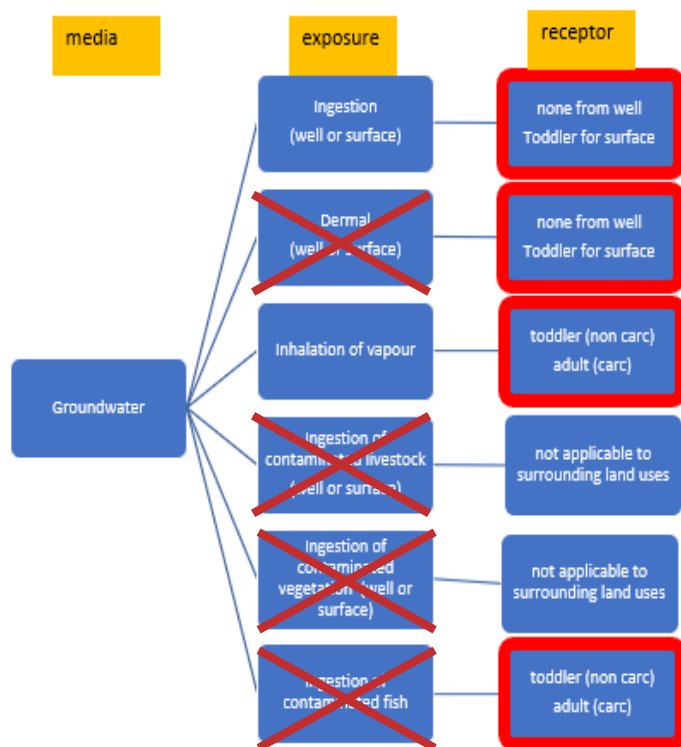 media
exposure
receptor
Ingestion
(well or surface)
none from well
Toddler for surface
Dermal
(well or surface)
none from well
Toddler for surface
Inhalation of vapour
toddler (non carc)
adult (carc)
Groundwater
Ingestion of
contaminated livestock
(well or surface)
not applicable to
surrounding land uses
Ingestion of
contaminated
vegetation (well or
surface)
not applicable to
surrounding land uses
Ingestion of
contaminated fish
toddler (non carc)
adult (carc)